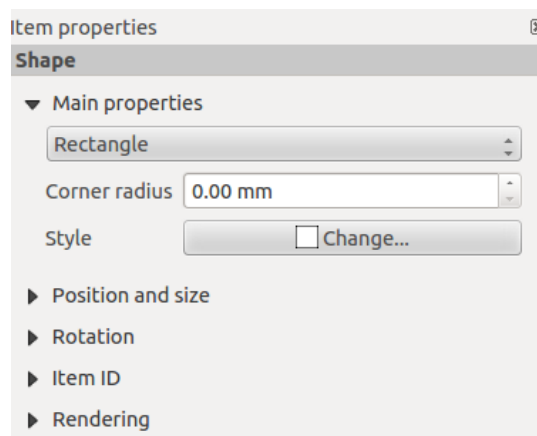 Item properties
Shape
Main properties
Rectangle
Corner radius 0.00 mm
Style Change...
Position and size
Rotation
Item ID
Rendering